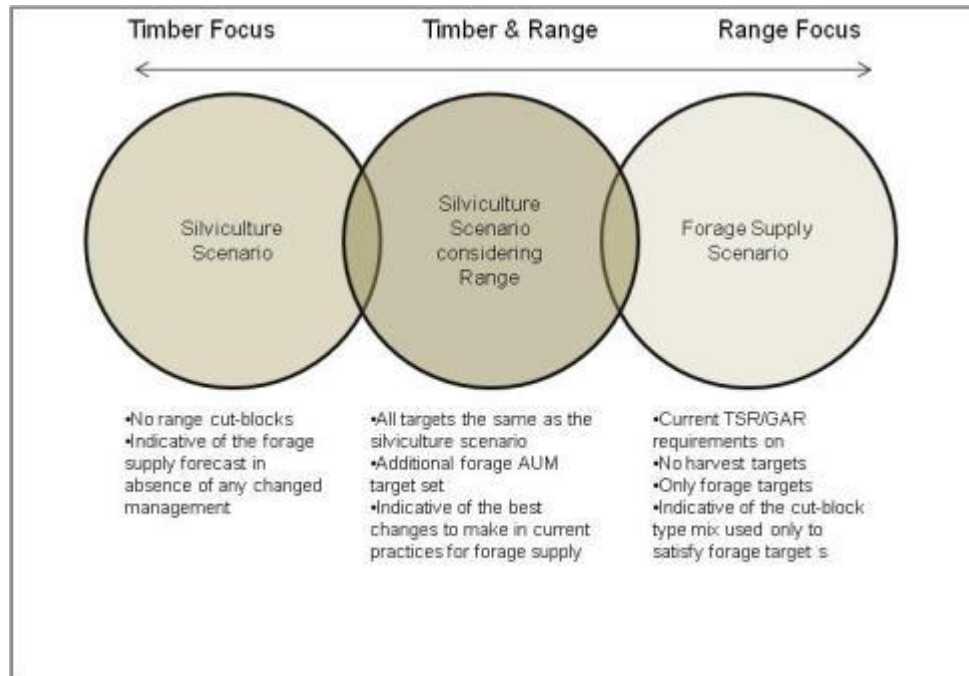 Timber Focus
Timber & Range
Range Focus
Silviculture
Scenario
Silviculture
Scenario
considering
Range
Forage Supply
Scenario
•No range cut-blocks
•Indicative of the forage
supply forecast in
absence of any changed
management
•All targets the same as the
silviculture scenario
•Additional forage AUM
target set
•Indicative of the best
changes to make in current
practices for forage supply
•Current TSR/GAR
requirements on
•No harvest targets
•Only forage targets
•Indicative of the cut-block
type mix used only to
satisfy forage target s